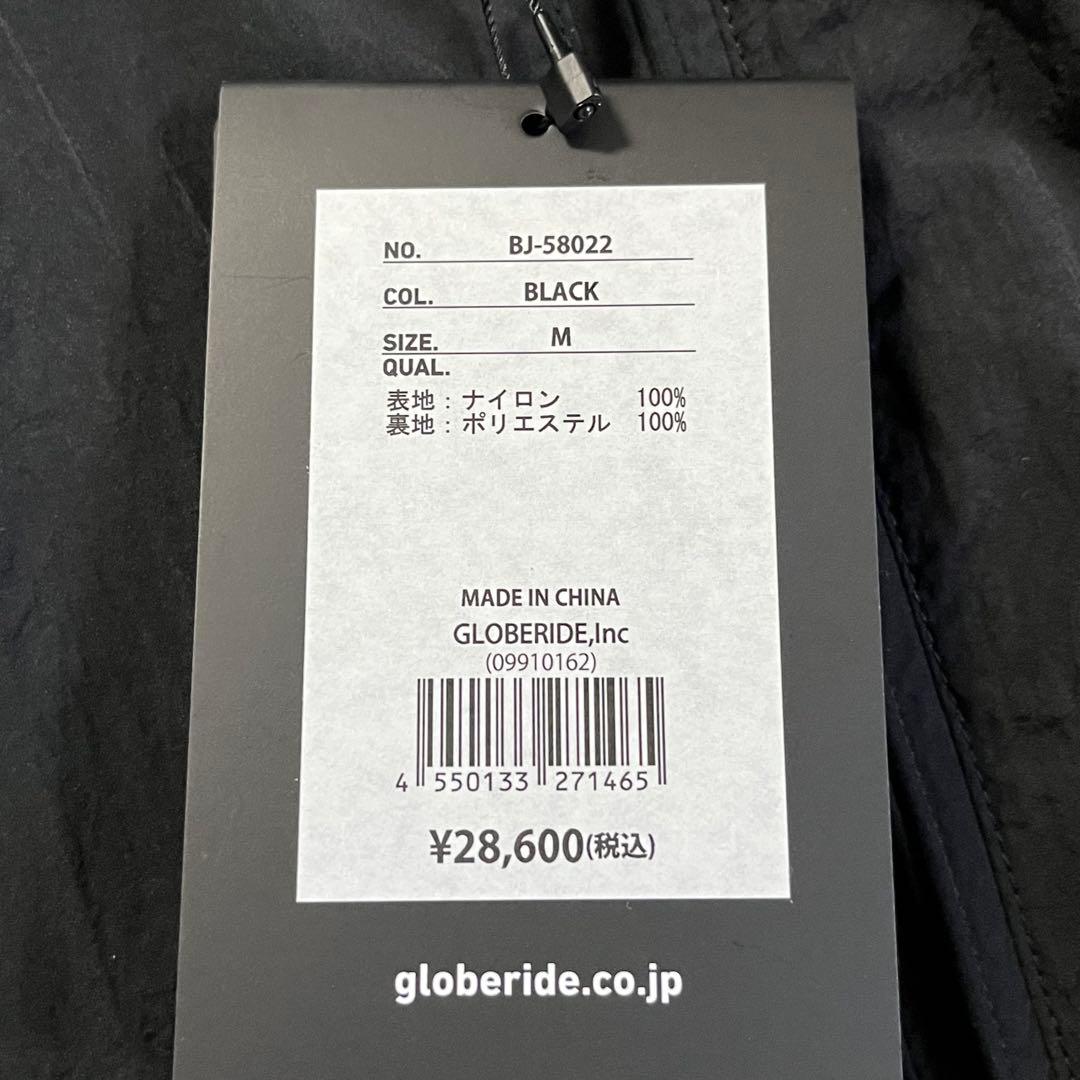 NO. BJ-58022
COL. BLACK
SIZE. M
QUAL.
表地：ナイロン 100%
裏地：ポリエステル 100%
MADE IN CHINA
GLOBERIDE,Inc
(09910162)
4 550133 271465
¥28,600(税込)
globeride.co.jp